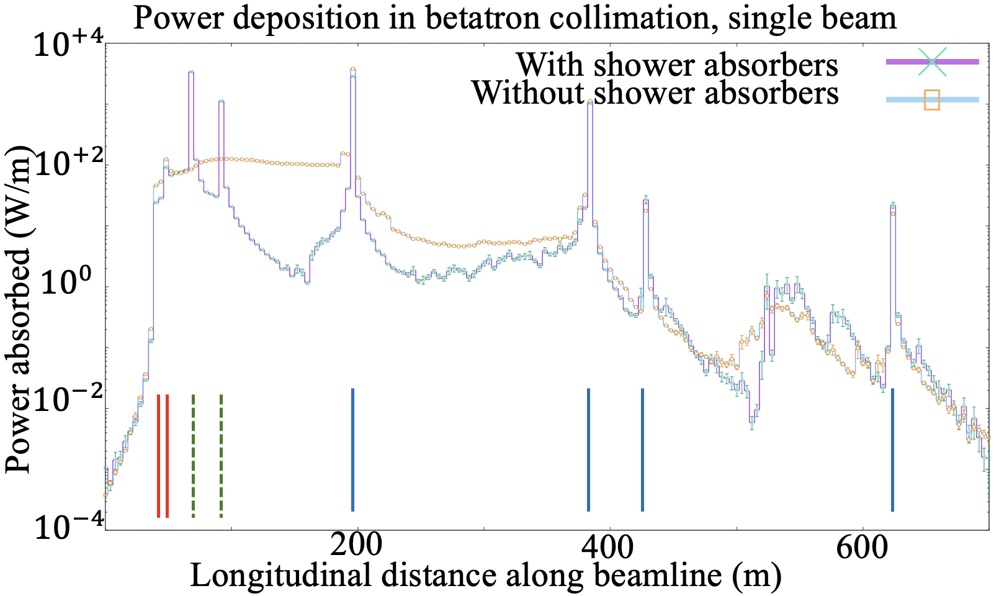 Power deposition in betatron collimation, single beam
10⁺⁴
With shower absorbers
Without shower absorbers
10⁺²
Power absorbed (W/m)
10⁰
10⁻²
10⁻⁴
200
400
600
Longitudinal distance along beamline (m)